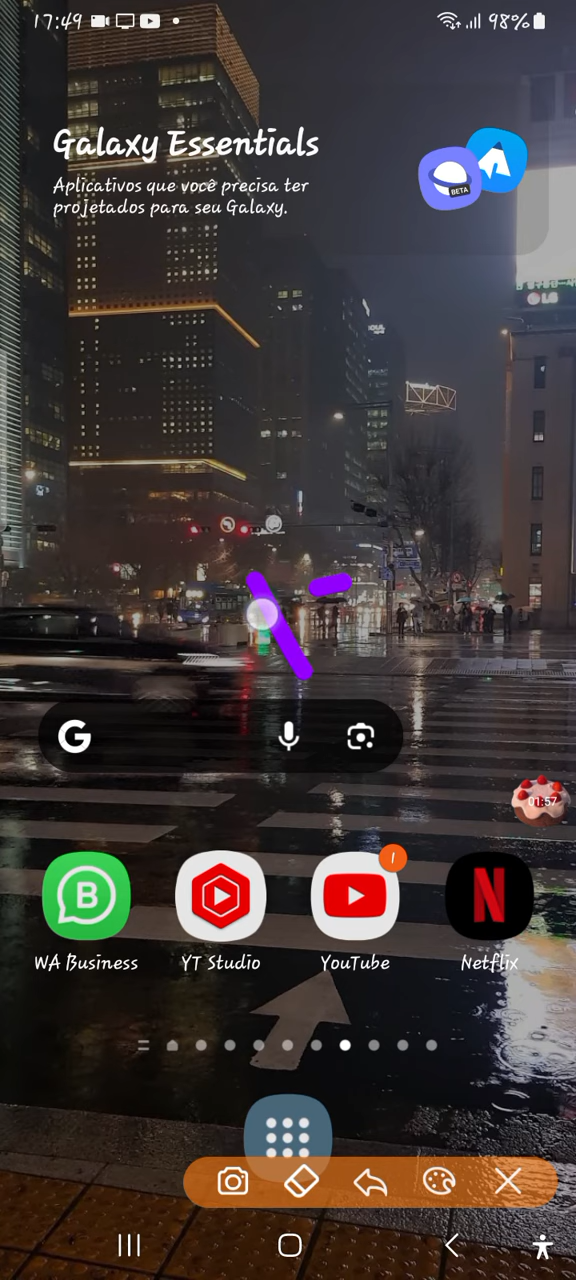 17:49
98%
Galaxy Essentials
Aplicativos que você precisa ter
projetados para seu Galaxy.
BETA
LG
G
01:57
B
1
N
WA Business
YT Studio
YouTube
Netflix